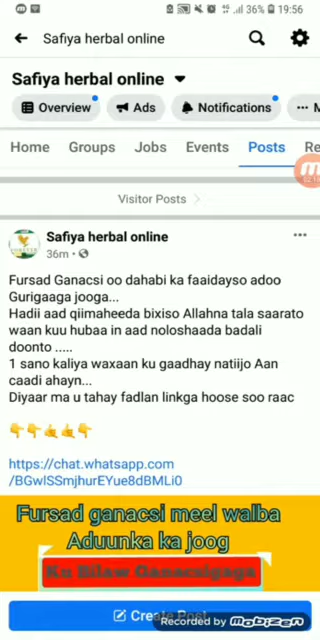 36% 19:56
Safiya herbal online
Safiya herbal online
Overview Ads Notifications
Home Groups Jobs Events Posts Re
Visitor Posts
Safiya herbal online
36m
Fursad Ganacsi oo dahabi ka faaidayso adoo
Gurigaaga jooga...
Hadii aad qiimaheeda bixiso Allahna tala saarato
waan kuu hubaa in aad noloshaada badali
doonto .....
1 sano kaliya waxaan ku gaadhay natiijo Aan
caadi ahayn...
Diyaar ma u tahay fadlan linkga hoose soo raac
https://chat.whatsapp.com
/BGwlSSmjhurEYue8dBMLi0
Fursad ganacsi meel walba
Aduunka ka joog
Ku Bilaw Ganacsigaga
Create Post
Recorded by mobizen